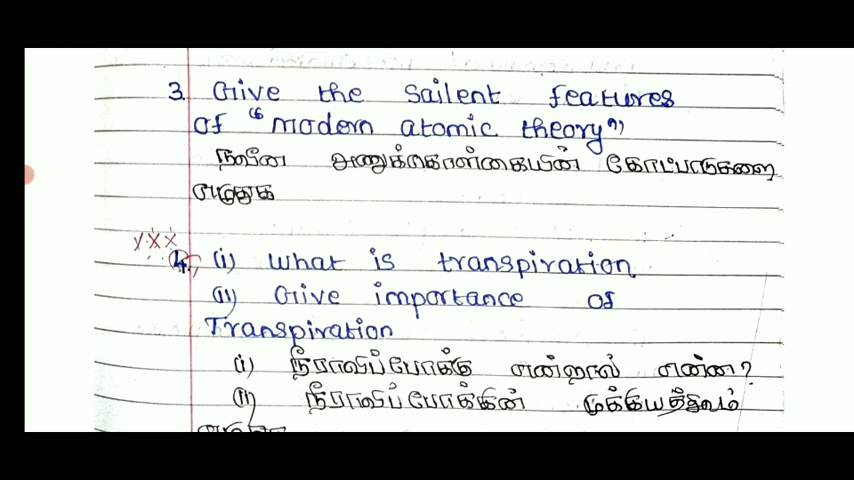 3. Give the Sailent features
of "modern atomic theory"
நவீன அணுக்கொள்கையின் கோட்பாடுகளை
எழுதுக
XXX
4. (i) What is transpiration
(ii) Give importance of
Transpiration
(i) நீராவிப்போக்கு என்றால் என்ன?
(ii) நீராவிப்போக்கின் முக்கியத்துவம்